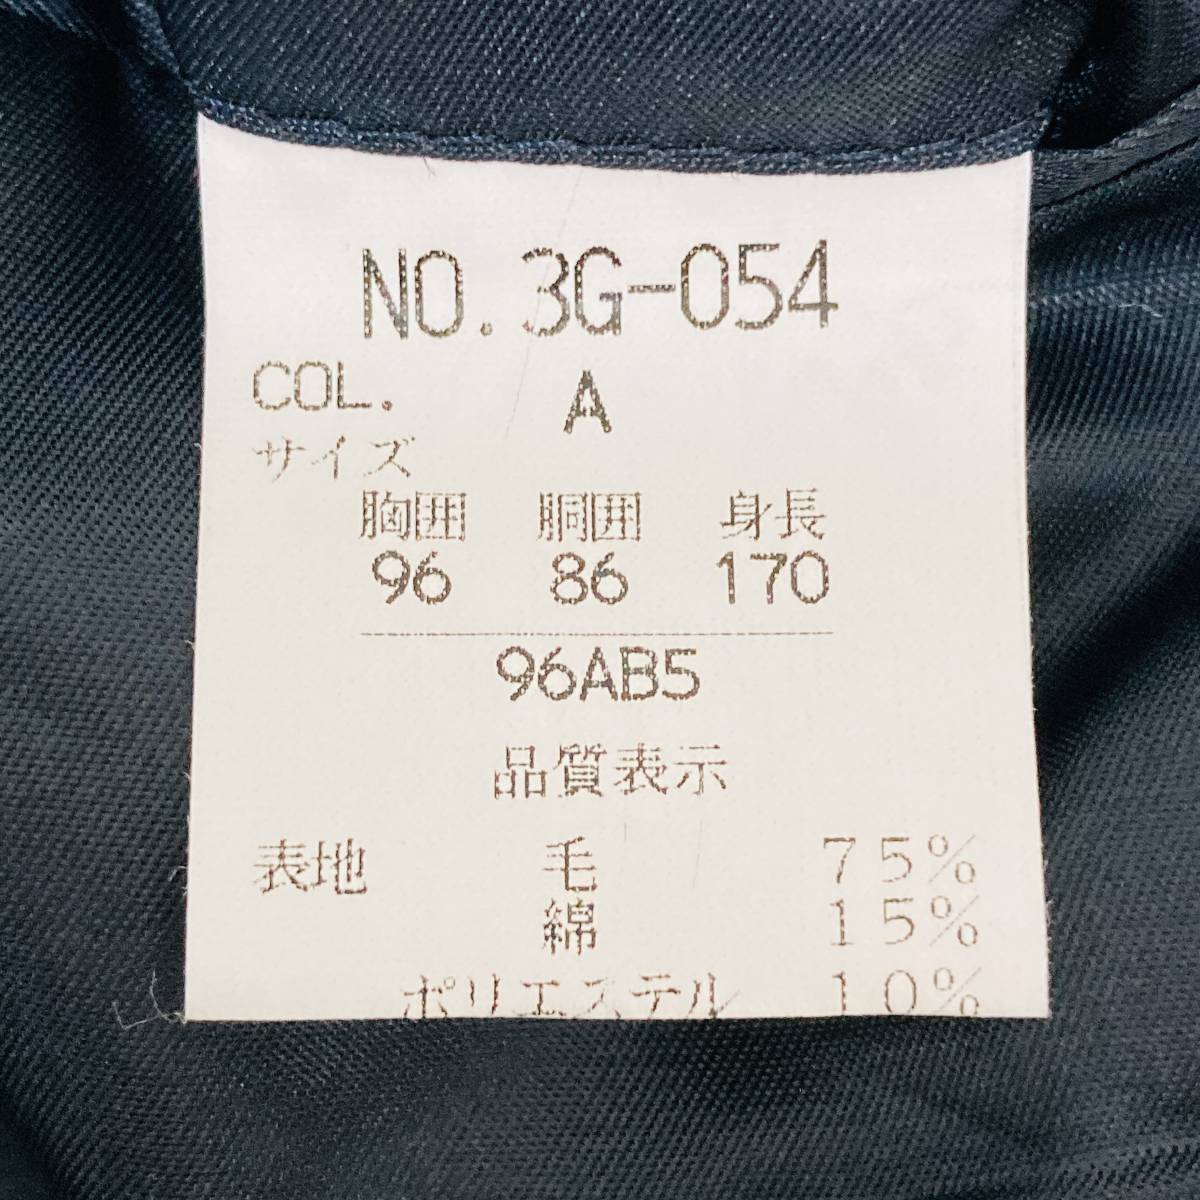 NO. 3G-054
COL. A
サイズ
胸囲 胴囲 身長
96 86 170
96AB5
品質表示
表地 毛 75%
綿 15%
ポリエステル 10%